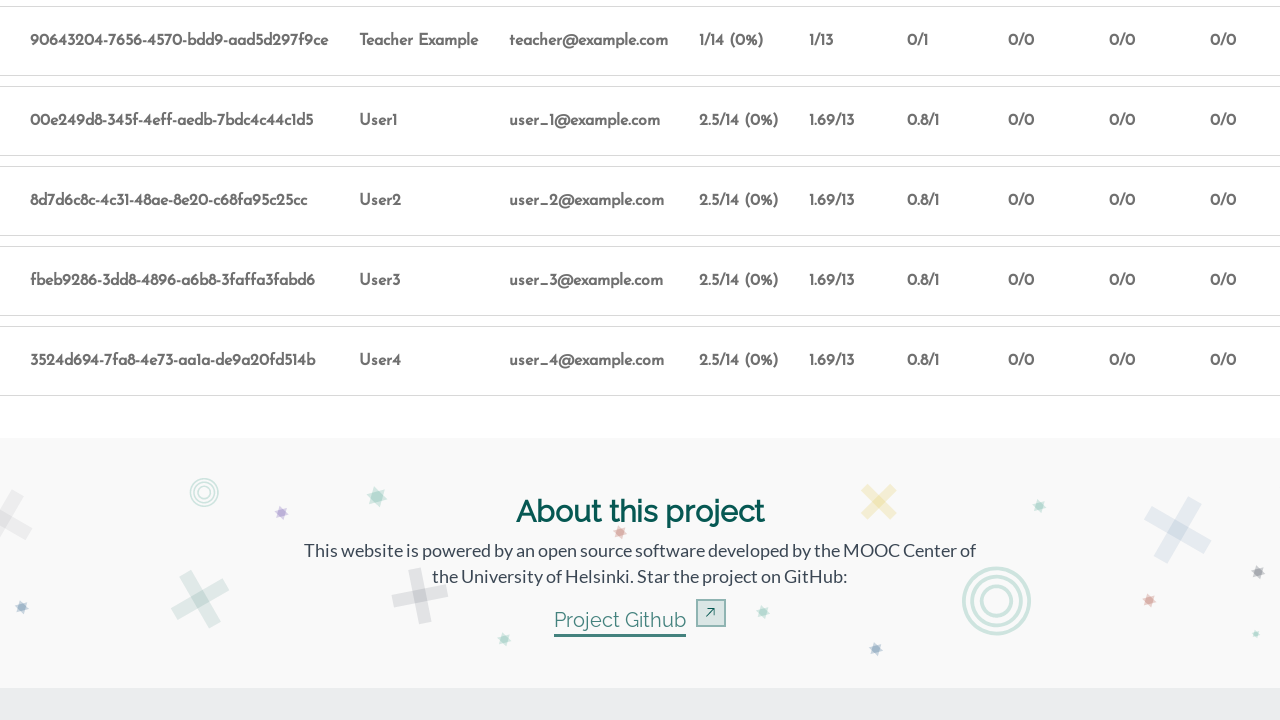 90643204-7656-4570-bdd9-aad5d297f9ce Teacher Example teacher@example.com 1/14 (0%) 1/13 0/1 0/0 0/0 0/0
00e249d8-345f-4eff-aedb-7bdc4c44c1d5 User1 user_1@example.com 2.5/14 (0%) 1.69/13 0.8/1 0/0 0/0 0/0
8d7d6c8c-4c31-48ae-8e20-c68fa95c25cc User2 user_2@example.com 2.5/14 (0%) 1.69/13 0.8/1 0/0 0/0 0/0
fbeb9286-3dd8-4896-a6b8-3faffa3fabd6 User3 user_3@example.com 2.5/14 (0%) 1.69/13 0.8/1 0/0 0/0 0/0
3524d694-7fa8-4e73-aa1a-de9a20fd514b User4 user_4@example.com 2.5/14 (0%) 1.69/13 0.8/1 0/0 0/0 0/0
About this project
This website is powered by an open source software developed by the MOOC Center of
the University of Helsinki. Star the project on GitHub:
Project Github